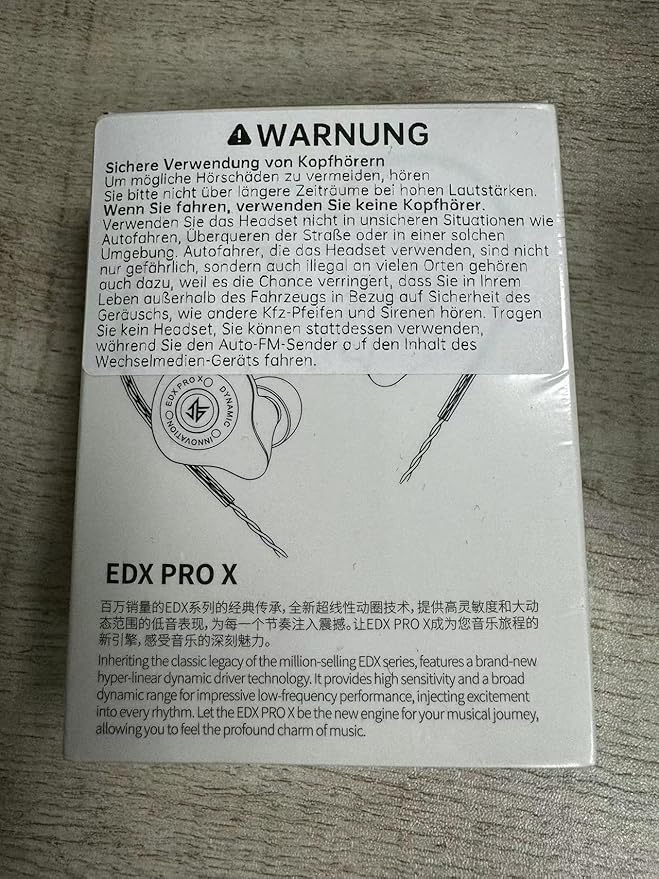 WARNUNG
Sichere Verwendung von Kopfhörern
Um mögliche Hörschäden zu vermeiden, hören
Sie bitte nicht über längere Zeiträume bei hohen Lautstärken.
Wenn Sie fahren, verwenden Sie keine Kopfhörer.
Verwenden Sie das Headset nicht in unsicheren Situationen wie
Autofahren, Überqueren der Straße oder in einer solchen
Umgebung. Autofahrer, die das Headset verwenden, sind nicht
nur gefährlich, sondern auch illegal an vielen Orten gehören
auch dazu, weil es die Chance verringert, dass Sie in Ihrem
Leben außerhalb des Fahrzeugs in Bezug auf Sicherheit des
Geräuschs, wie andere Kfz-Pfeifen und Sirenen hören. Tragen
Sie kein Headset, Sie können stattdessen verwenden,
während Sie den Auto-FM-Sender auf den Inhalt des
Wechselmedien-Geräts fahren.
EDX PRO X
DYNAMIC
INNOVATION
EDX PRO X
百万销量的EDX系列的经典传承，全新超线性动圈技术，提供高灵敏度和大动
态范围的低音表现，为每一个节奏注入震撼。让EDX PRO X成为您音乐旅程的
新引擎，感受音乐的深刻魅力。
Inheriting the classic legacy of the million-selling EDX series, features a brand-new
hyper-linear dynamic driver technology. It provides high sensitivity and a broad
dynamic range for impressive low-frequency performance, injecting excitement
into every rhythm. Let the EDX PRO X be the new engine for your musical journey,
allowing you to feel the profound charm of music.